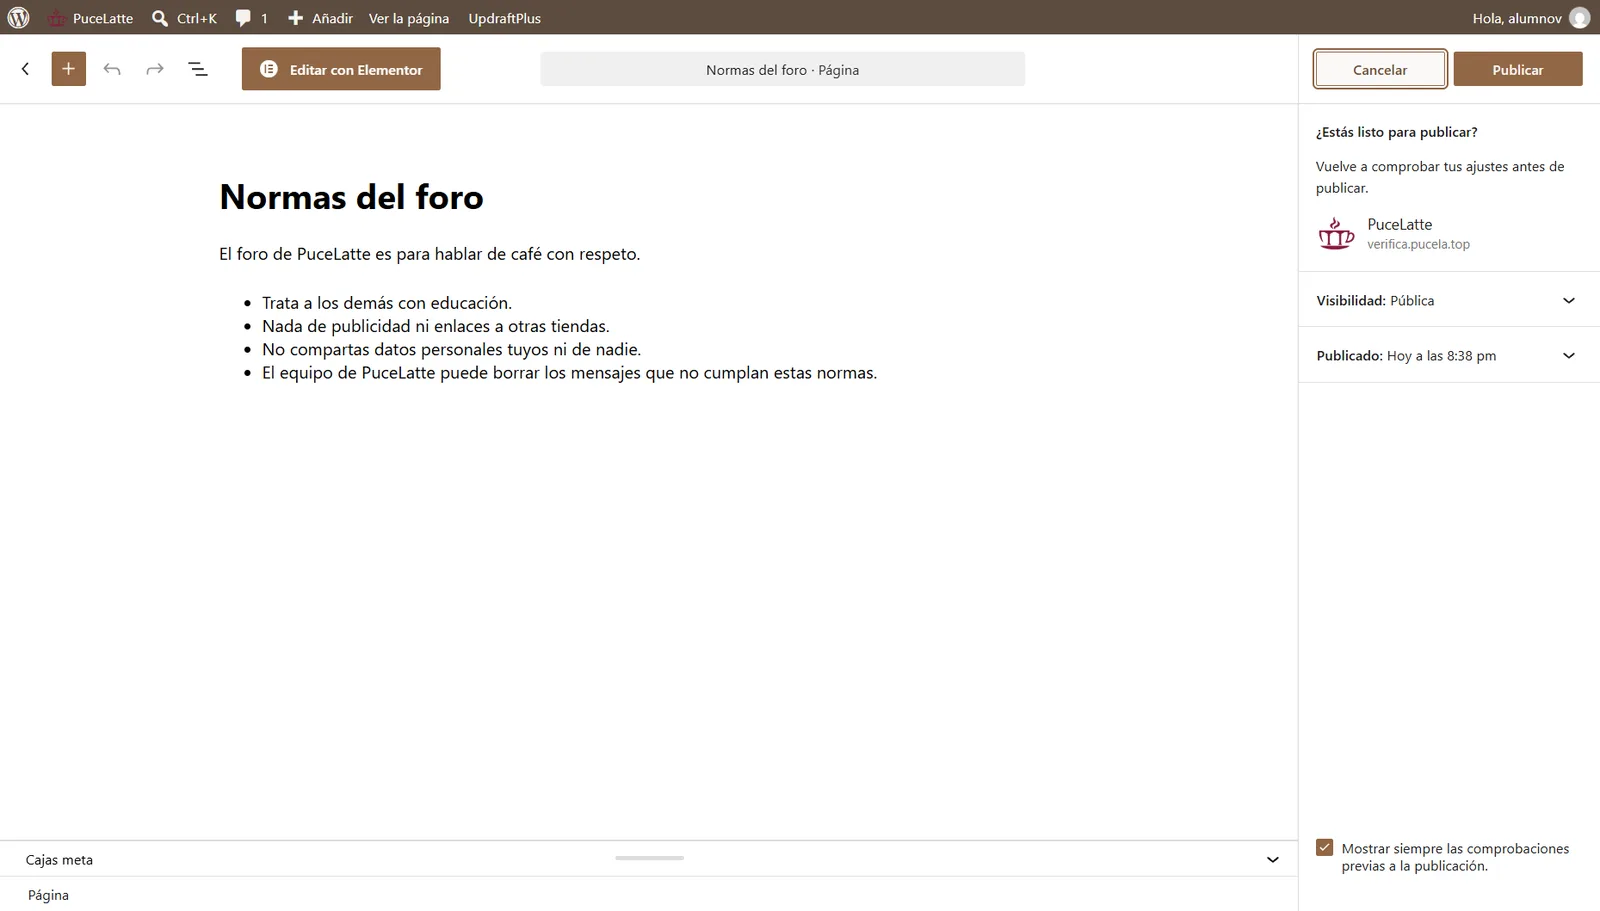 PuceLatte Ctrl+K 1 Añadir Ver la página UpdraftPlus Hola, alumnov
Editar con Elementor Normas del foro · Página Cancelar Publicar
Normas del foro
El foro de PuceLatte es para hablar de café con respeto.
• Trata a los demás con educación.
• Nada de publicidad ni enlaces a otras tiendas.
• No compartas datos personales tuyos ni de nadie.
• El equipo de PuceLatte puede borrar los mensajes que no cumplan estas normas.
¿Estás listo para publicar?
Vuelve a comprobar tus ajustes antes de
publicar.
PuceLatte
verifica.pucela.top
Visibilidad: Pública
Publicado: Hoy a las 8:38 pm
Mostrar siempre las comprobaciones
previas a la publicación.
Cajas meta
Página